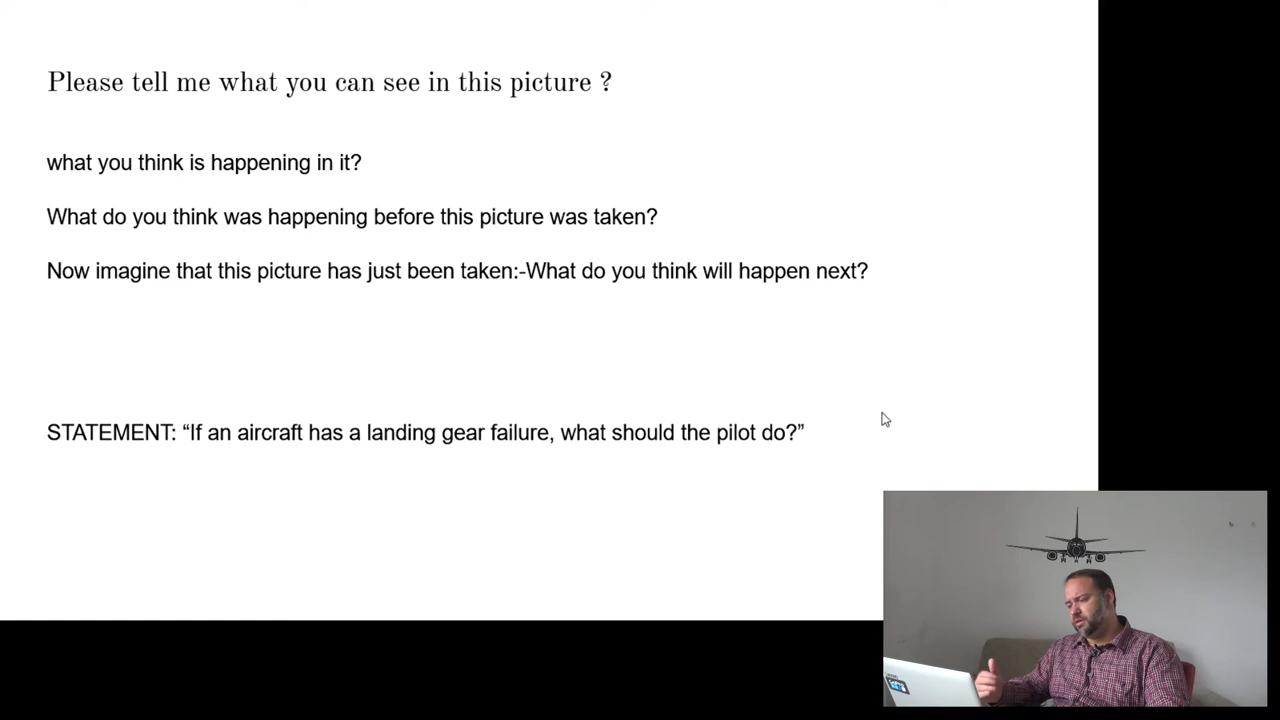 Please tell me what you can see in this picture ?
what you think is happening in it?
What do you think was happening before this picture was taken?
Now imagine that this picture has just been taken:-What do you think will happen next?
STATEMENT: “If an aircraft has a landing gear failure, what should the pilot do?”